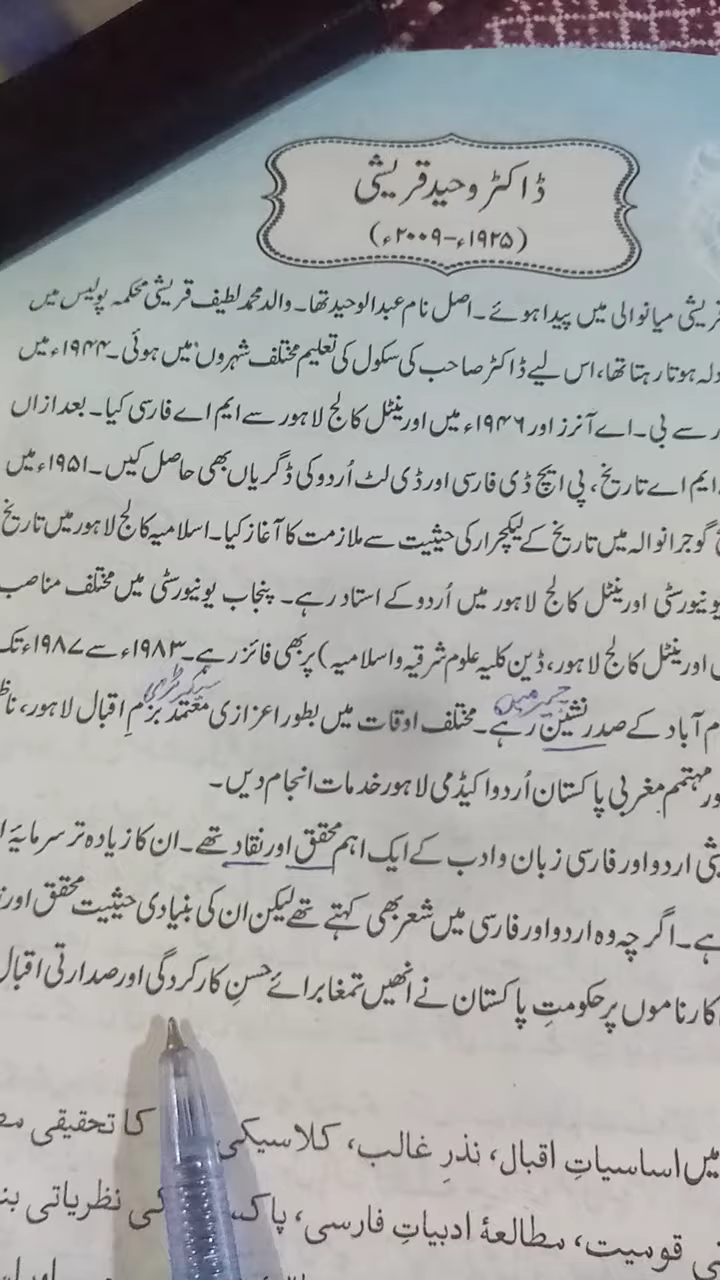 ڈاکٹر وحید قریشی
(۱۹۲۵ء-۲۰۰۹ء)
قریشی میانوالی میں پیدا ہوئے۔ اصل نام عبدالوحید تھا۔ والد محمد لطیف قریشی محکمہ پولیس میں
ہوتا رہتا تھا، اس لیے ڈاکٹر صاحب کی سکول کی تعلیم مختلف شہروں میں ہوئی۔ ۱۹۴۴ء میں
سے بی۔ اے آنرز اور ۱۹۴۶ء میں اورینٹل کالج لاہور سے ایم اے فارسی کیا۔ بعد ازاں
ایم اے تاریخ، پی ایچ ڈی فارسی اور ڈی لٹ اُردو کی ڈگریاں بھی حاصل کیں۔ ۱۹۵۱ء میں
گوجرانوالہ میں تاریخ کے لیکچرار کی حیثیت سے ملازمت کا آغاز کیا۔ اسلامیہ کالج لاہور میں تاریخ
یونیورسٹی اورینٹل کالج لاہور میں اُردو کے استاد رہے۔ پنجاب یونیورسٹی میں مختلف مناصب
اورینٹل کالج لاہور، ڈین کلیہ علوم شرقیہ و اسلامیہ) پر بھی فائز رہے۔ ۱۹۸۳ء سے ۱۹۸۷ء تک
چیرمین
سیکرٹری
آباد کے صدر نشین رہے۔ مختلف اوقات میں بطور اعزازی معتمد بزمِ اقبال لاہور،
مہتمم مغربی پاکستان اُردو اکیڈمی لاہور خدمات انجام دیں۔
اردو اور فارسی زبان و ادب کے ایک اہم محقق اور نقاد تھے۔ ان کا زیادہ تر سرمایۂ
ہے۔ اگرچہ وہ اردو اور فارسی میں شعر بھی کہتے تھے لیکن ان کی بنیادی حیثیت محقق اور
کارناموں پر حکومتِ پاکستان نے انھیں تمغا برائے حسنِ کارکردگی اور صدارتی اقبال
میں اساسیاتِ اقبال، نذرِ غالب، کلاسیکی کا تحقیقی
قومیت، مطالعۂ ادبیاتِ فارسی، کی نظریاتی